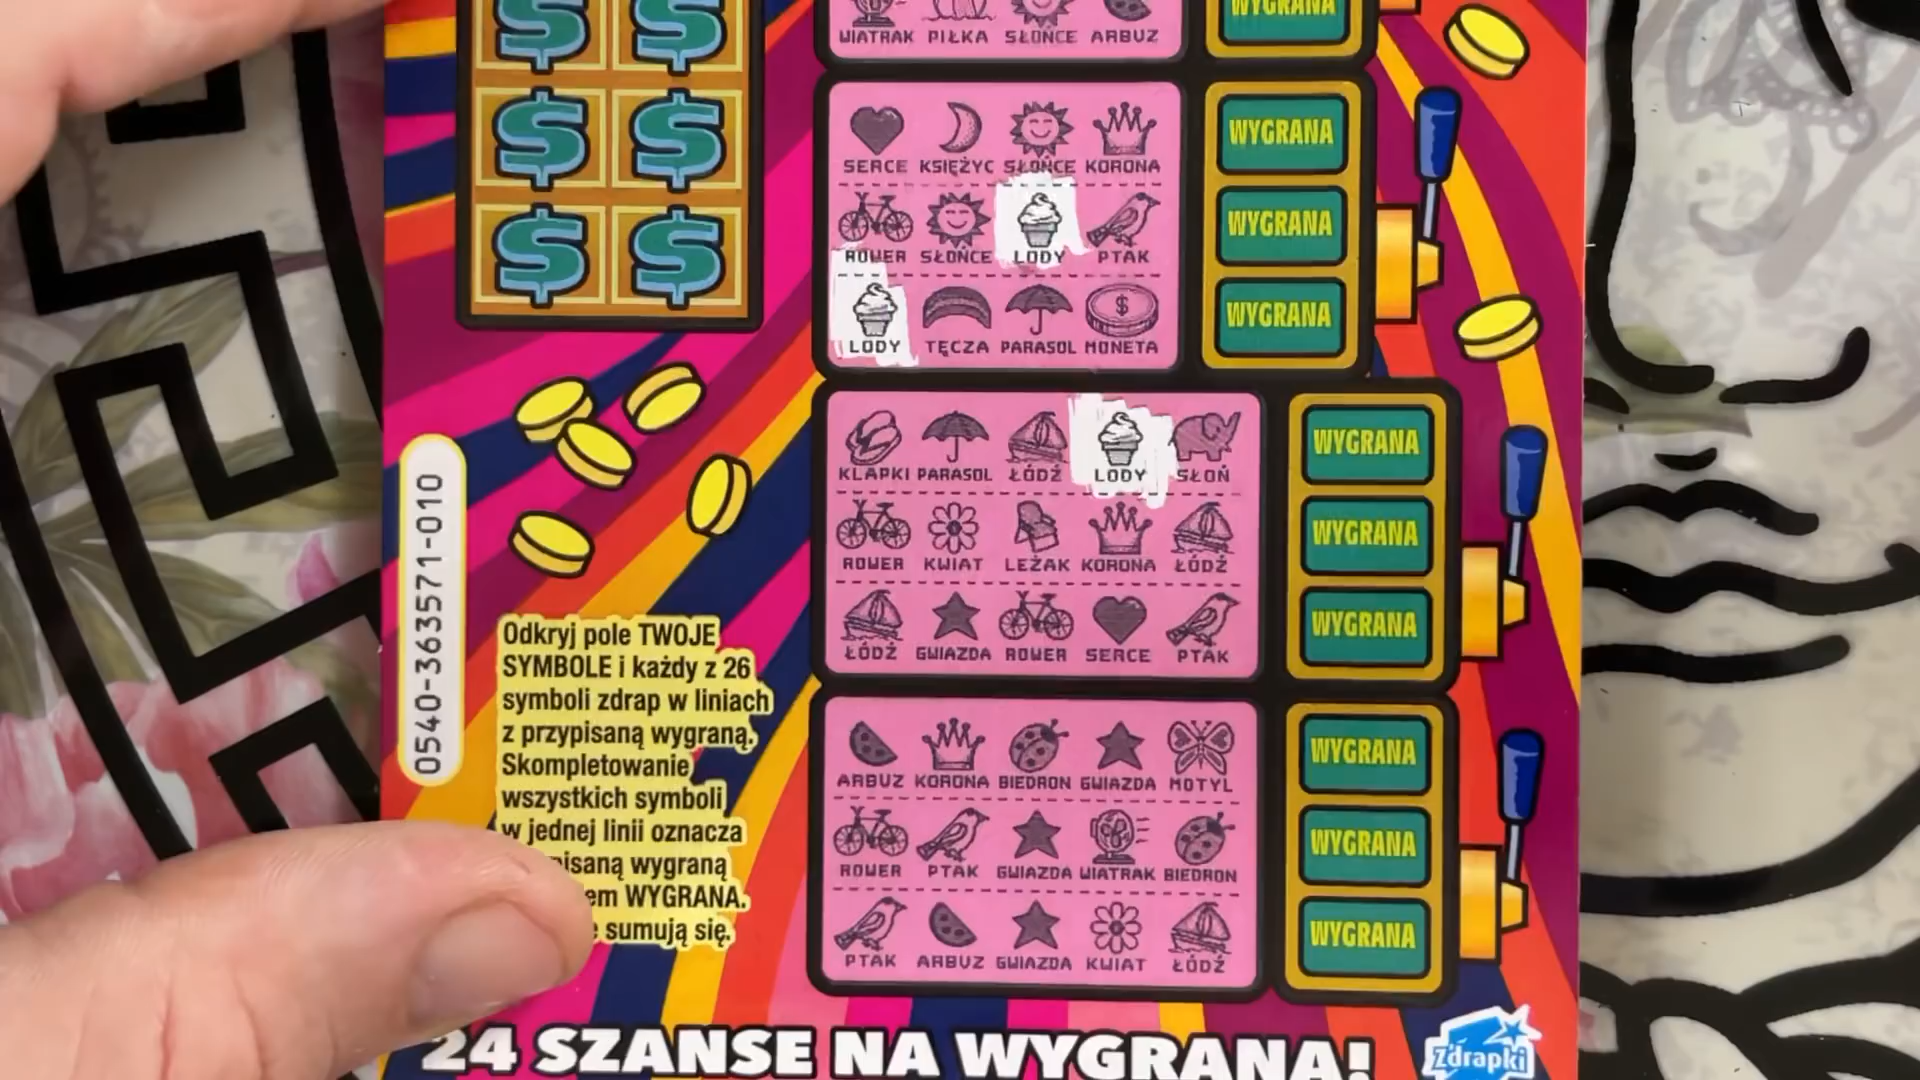 WIATRAK PIŁKA SŁOŃCE ARBUZ
WYGRANA
SERCE KSIĘŻYC SŁOŃCE KORONA
WYGRANA
ROWER SŁOŃCE LODY PTAK
WYGRANA
LODY TĘCZA PARASOL MONETA
WYGRANA
KLAPKI PARASOL ŁÓDŹ LODY SŁOŃ
WYGRANA
ROWER KWIAT LEŻAK KORONA ŁÓDŹ
WYGRANA
ŁÓDŹ GWIAZDA ROWER SERCE PTAK
WYGRANA
ARBUZ KORONA BIEDRON GWIAZDA MOTYL
WYGRANA
ROWER PTAK GWIAZDA WIATRAK BIEDRON
WYGRANA
PTAK ARBUZ GWIAZDA KWIAT ŁÓDŹ
WYGRANA
0540-363571-010
Odkryj pole TWOJE
SYMBOLE i każdy z 26
symboli zdrap w liniach
z przypisaną wygraną.
Skompletowanie
wszystkich symboli
w jednej linii oznacza
wygraną
WYGRANA.
sumują się.
24 SZANSE NA WYGRANĄ!
Zdrapki